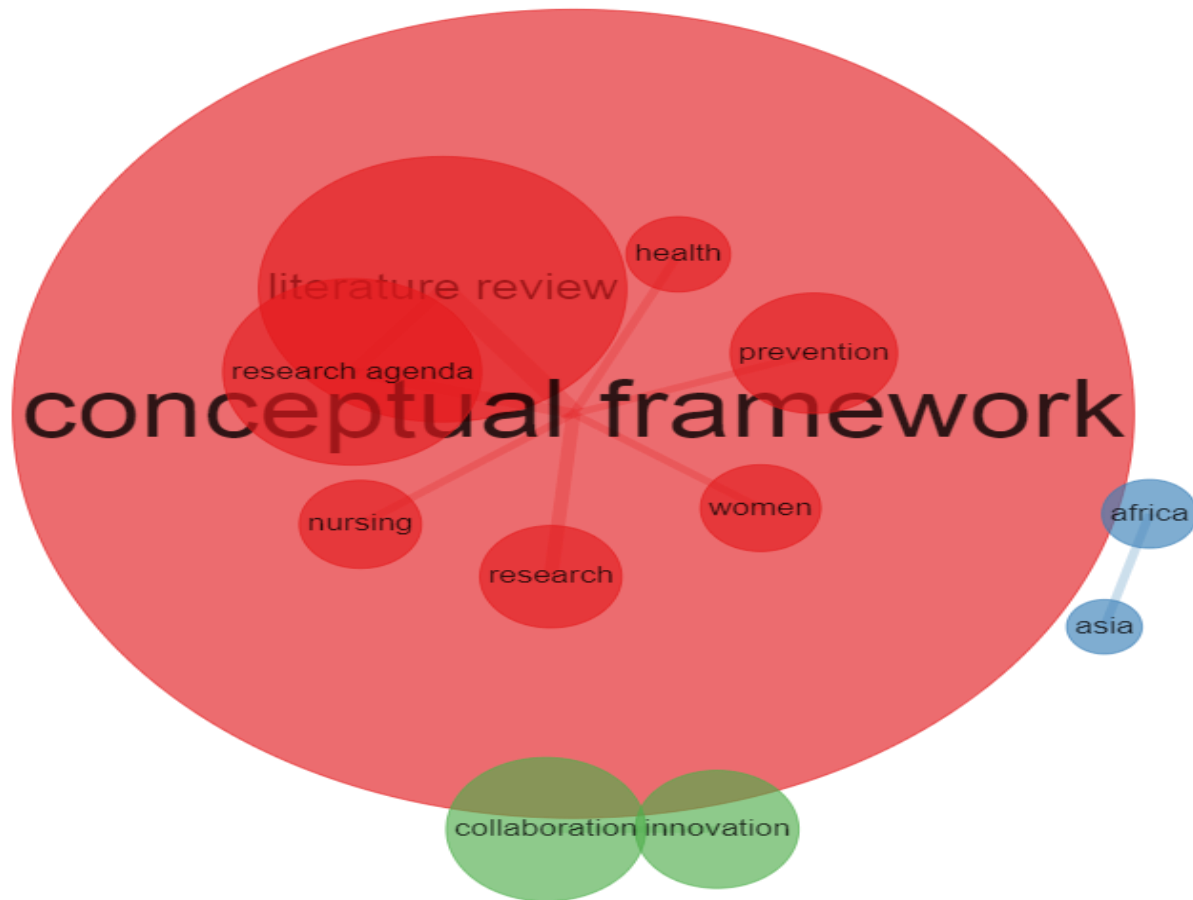 health
literature review
prevention
research agenda
conceptual framework
women
africa
nursing
research
asia
collaboration
innovation